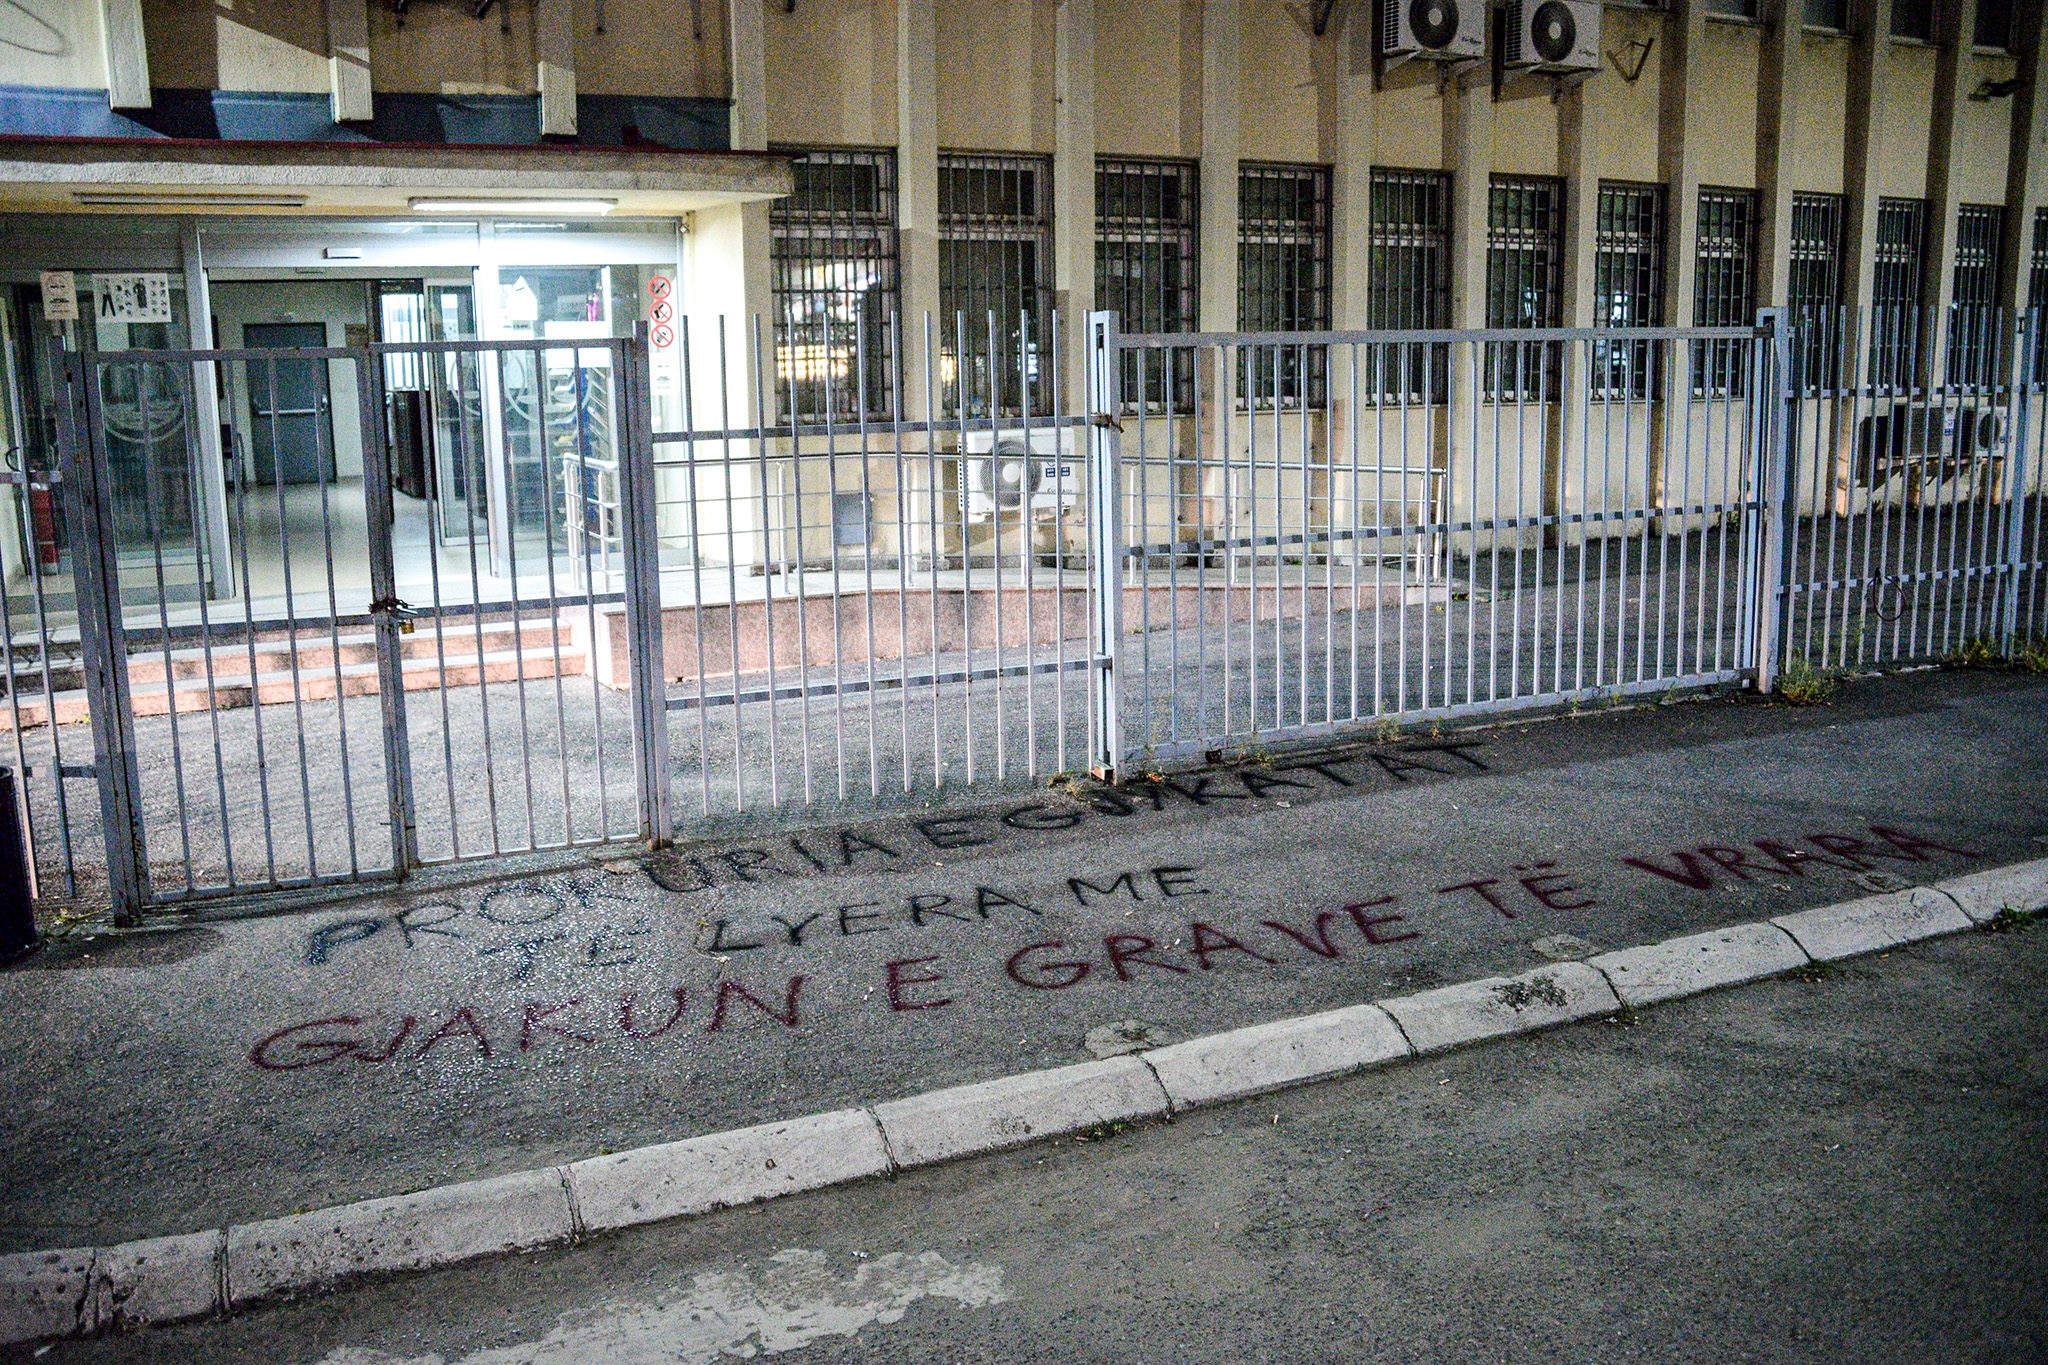 PROKURIA E GJYKATAT
TË LYERA ME
GJAKUN E GRAVE TË VRARA